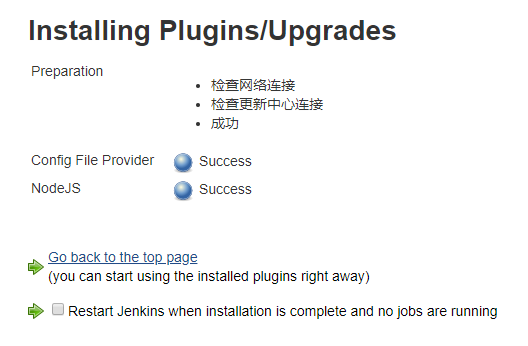 Installing Plugins/Upgrades
Preparation
检查网络连接
检查更新中心连接
成功
Config File Provider Success
NodeJS Success
Go back to the top page
(you can start using the installed plugins right away)
Restart Jenkins when installation is complete and no jobs are running